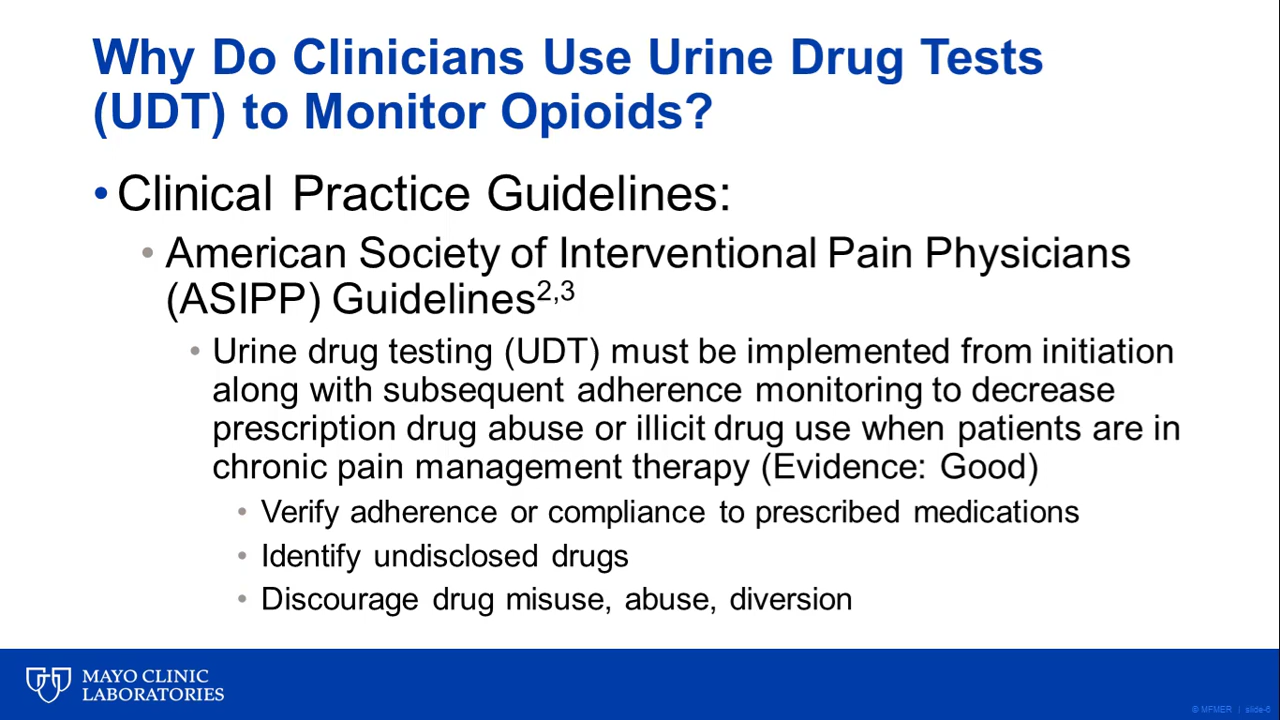 Why Do Clinicians Use Urine Drug Tests
(UDT) to Monitor Opioids?
• Clinical Practice Guidelines:
• American Society of Interventional Pain Physicians
(ASIPP) Guidelines2,3
• Urine drug testing (UDT) must be implemented from initiation
along with subsequent adherence monitoring to decrease
prescription drug abuse or illicit drug use when patients are in
chronic pain management therapy (Evidence: Good)
• Verify adherence or compliance to prescribed medications
• Identify undisclosed drugs
• Discourage drug misuse, abuse, diversion
MAYO CLINIC
LABORATORIES
© MFMER | slide-6